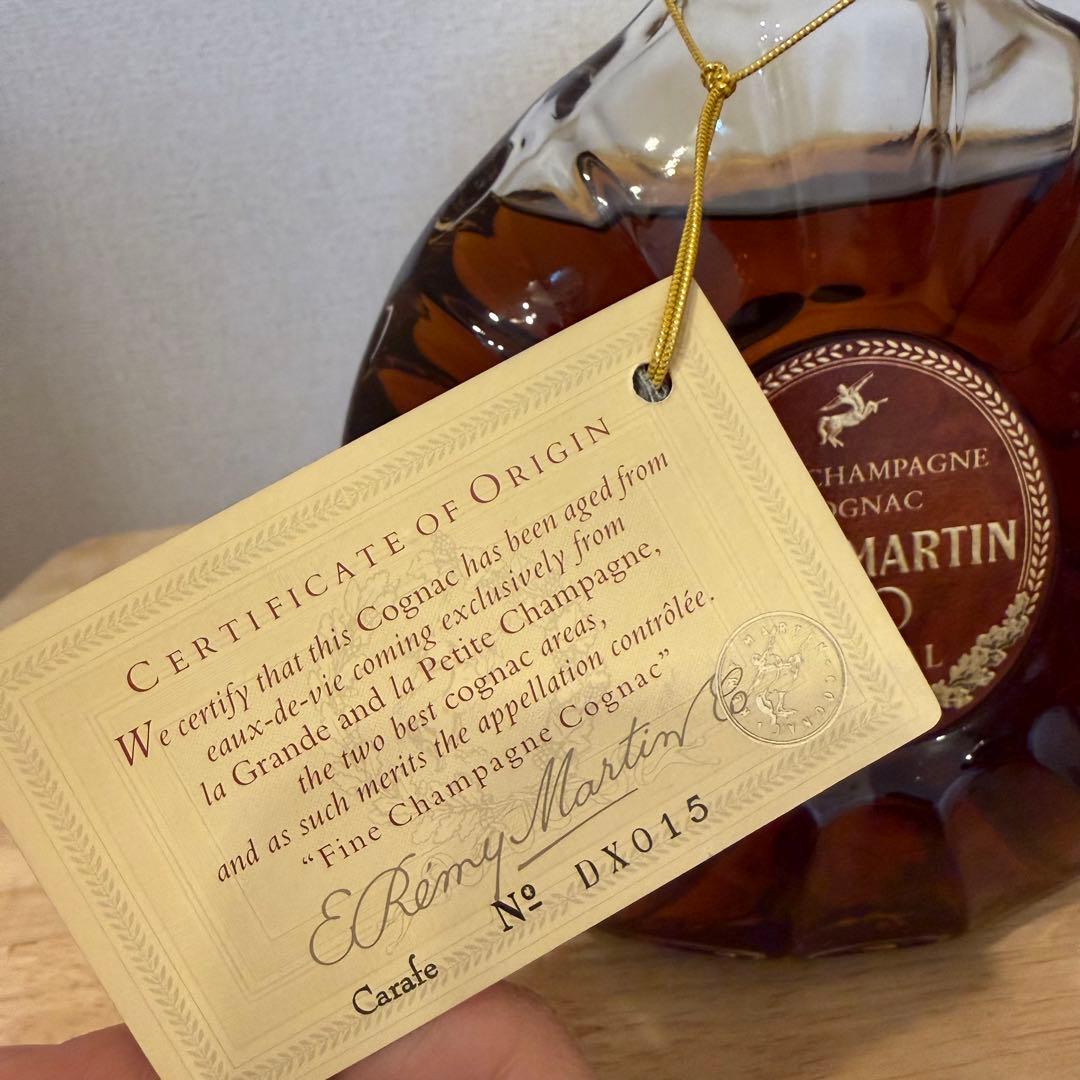 CERTIFICATE OF ORIGIN
We certify that this Cognac has been aged from
eaux-de-vie coming exclusively from
la Grande and la Petite Champagne,
the two best cognac areas,
and as such merits the appellation contrôlée.
“Fine Champagne Cognac”
E. Rémy Martin & Co
Nº DX015
Carafe
CHAMPAGNE
OGNAC
MARTIN
O
L